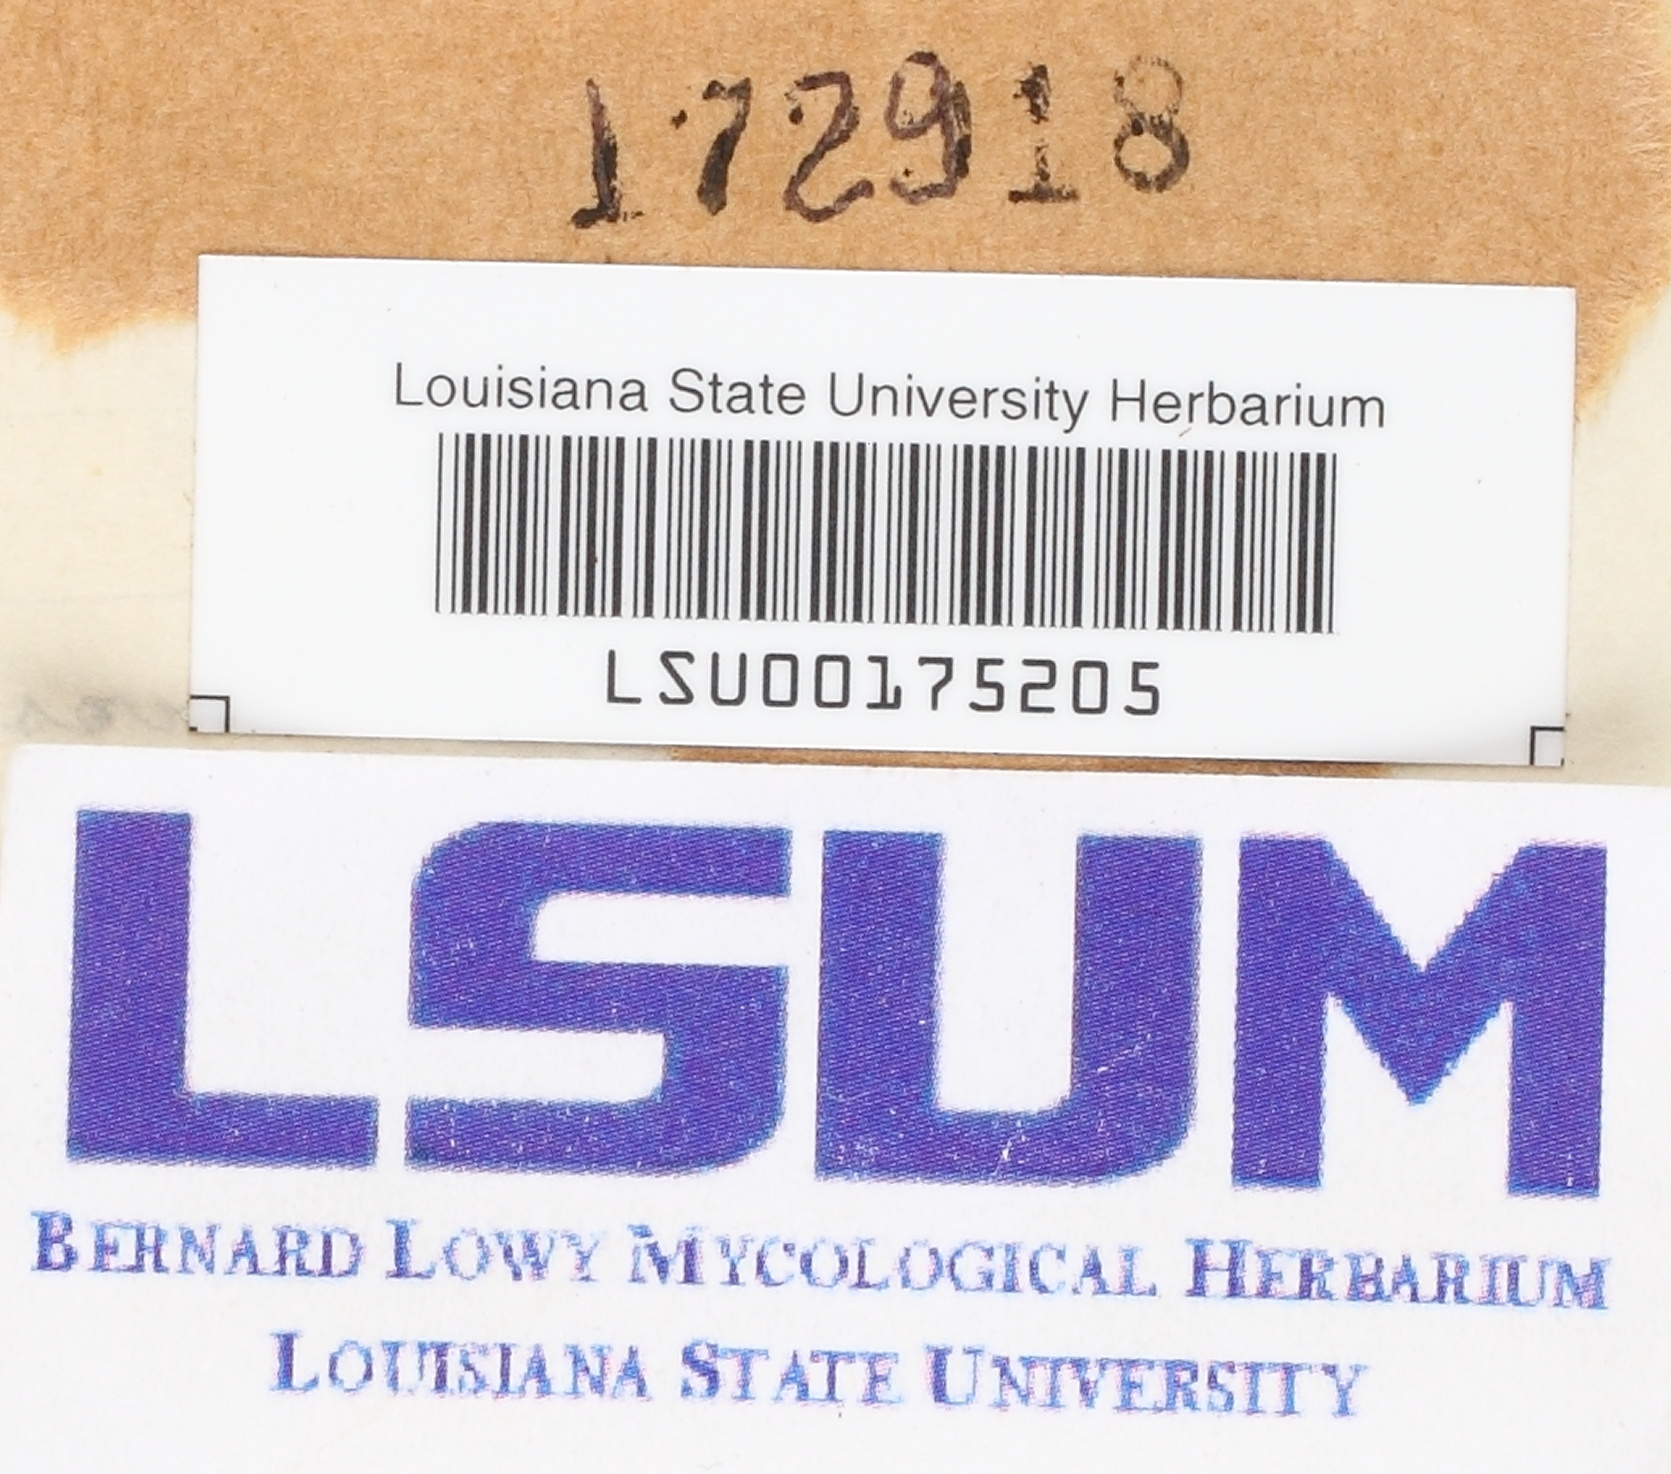 172918
Louisiana State University Herbarium
LSU00175205
LSUM
BERNARD LOWY MYCOLOGICAL HERBARIUM
LOUISIANA STATE UNIVERSITY